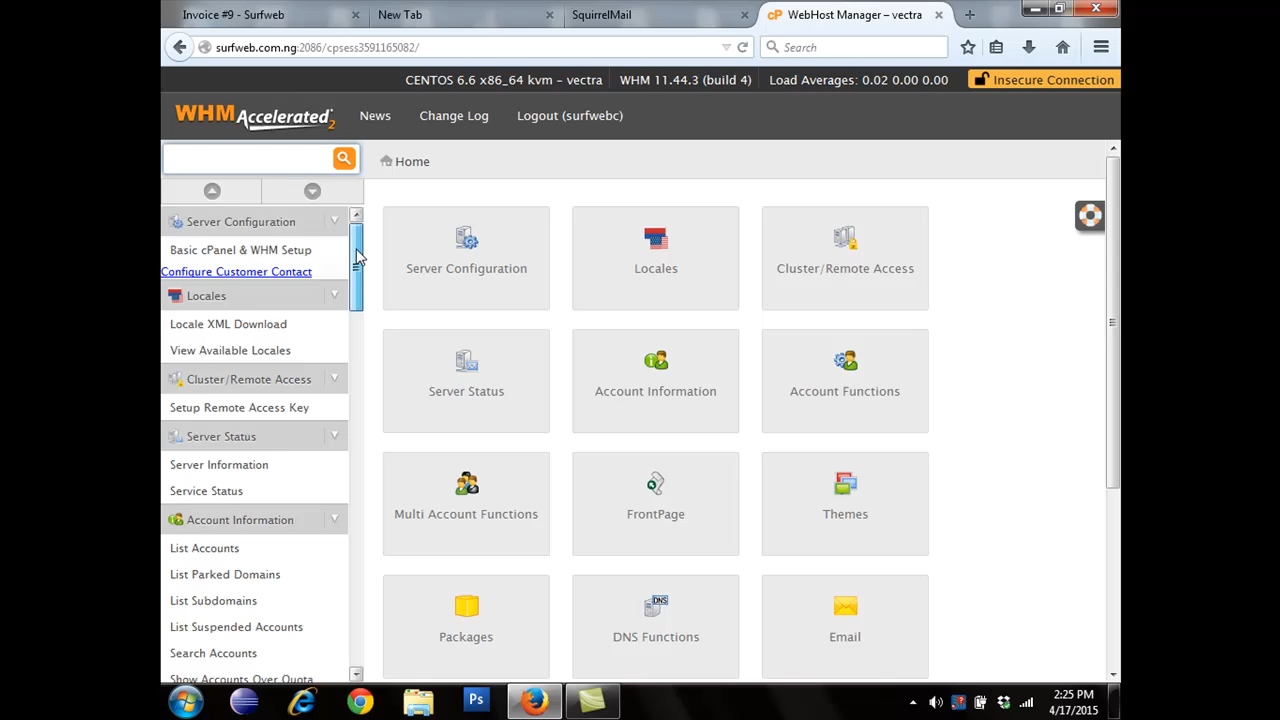 Invoice #9 - Surfweb
New Tab
SquirrelMail
cP WebHost Manager – vectra
surfweb.com.ng:2086/cpsess3591165082/
Search
CENTOS 6.6 x86_64 kvm – vectra
WHM 11.44.3 (build 4)
Load Averages: 0.02 0.00 0.00
Insecure Connection
WHM Accelerated2
News
Change Log
Logout (surfwebc)
Home
Server Configuration
Basic cPanel & WHM Setup
Configure Customer Contact
Locales
Locale XML Download
View Available Locales
Cluster/Remote Access
Setup Remote Access Key
Server Status
Server Information
Service Status
Account Information
List Accounts
List Parked Domains
List Subdomains
List Suspended Accounts
Search Accounts
Show Accounts Over Quota
Server Configuration
Locales
Cluster/Remote Access
Server Status
Account Information
Account Functions
Multi Account Functions
FrontPage
Themes
Packages
DNS
DNS Functions
Email
Ps
2:25 PM
4/17/2015